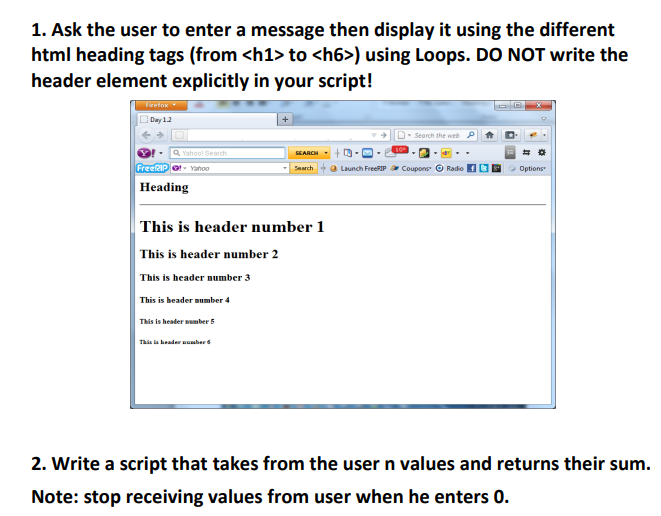 1. Ask the user to enter a message then display it using the different
html heading tags (from <h1> to <h6>) using Loops. DO NOT write the
header element explicitly in your script!
Firefox
Day 1.2
+
Search the web
Yahoo! Search
SEARCH
10°
FreeRIP Yahoo
Search
Launch FreeRIP
Coupons
Radio
Options
Heading
This is header number 1
This is header number 2
This is header number 3
This is header number 4
This is header number 5
This is header number 6
2. Write a script that takes from the user n values and returns their sum.
Note: stop receiving values from user when he enters 0.